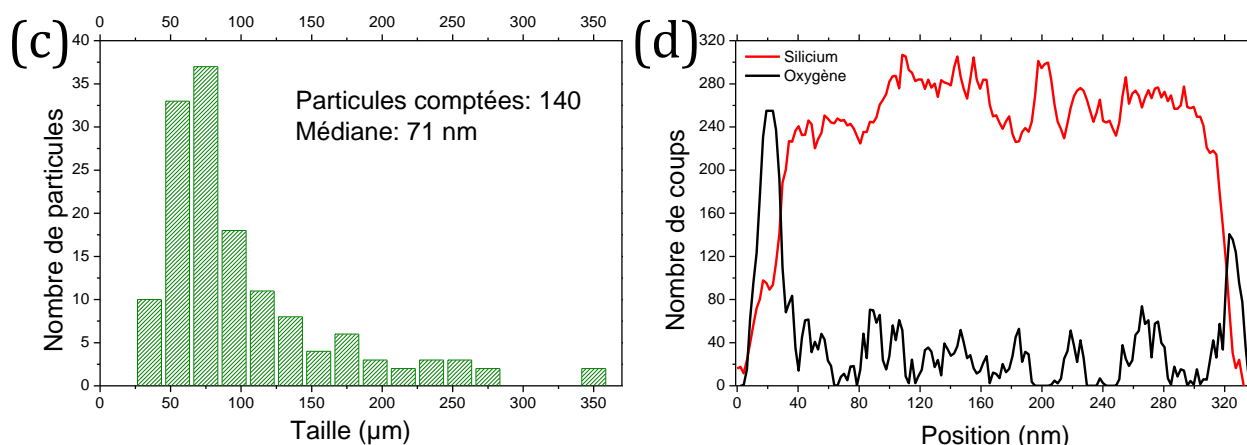 (c)
0 50 100 150 200 250 300 350
40
35
30
25
20
15
10
5
0
Nombre de particules
Particules comptées: 140
Médiane: 71 nm
0 50 100 150 200 250 300 350
Taille (µm)
(d)
320
280
240
200
160
120
80
40
0
Nombre de coups
Silicium
Oxygène
0 40 80 120 160 200 240 280 320
Position (nm)